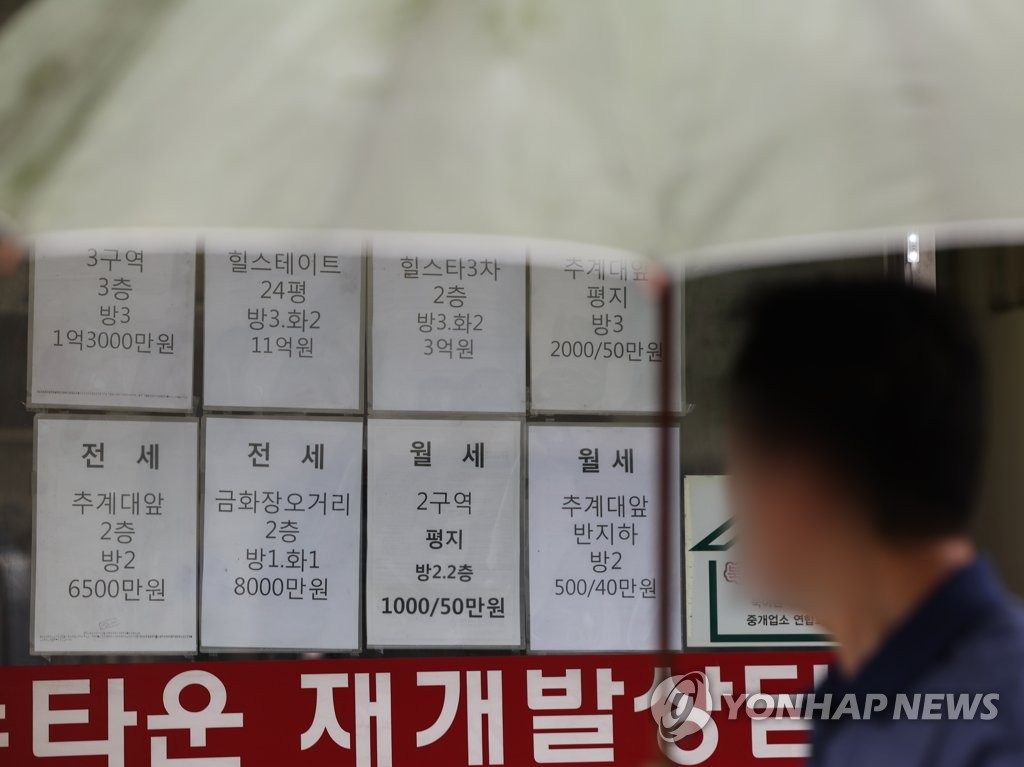 3구역
3층
방3
1억3000만원
힐스테이트
24평
방3.화2
11억원
힐스타3차
2층
방3.화2
3억원
추계대앞
평지
방3
2000/50만원
전 세
추계대앞
2층
방2
6500만원
전 세
금화장오거리
2층
방1.화1
8000만원
월 세
2구역
평지
방2.2층
1000/50만원
월 세
추계대앞
반지하
방2
500/40만원
중개업소 연합
타운 재개발상담
YONHAP NEWS